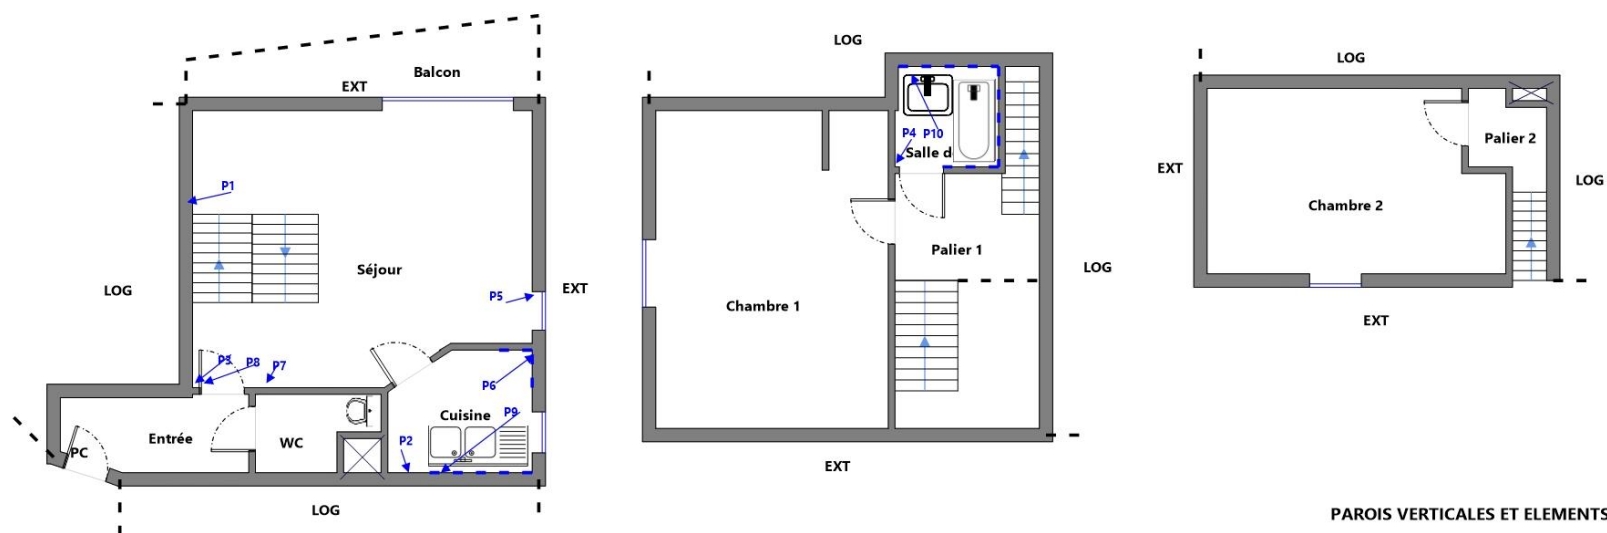 Balcon
EXT
P1
Séjour
LOG
P5
EXT
P3
P8
P7
P6
Cuisine
P9
P2
Entrée
WC
PC
LOG
LOG
P4
P10
Salle d
Palier 1
LOG
Chambre 1
EXT
LOG
Palier 2
EXT
LOG
Chambre 2
EXT
PAROIS VERTICALES ET ELEMENTS